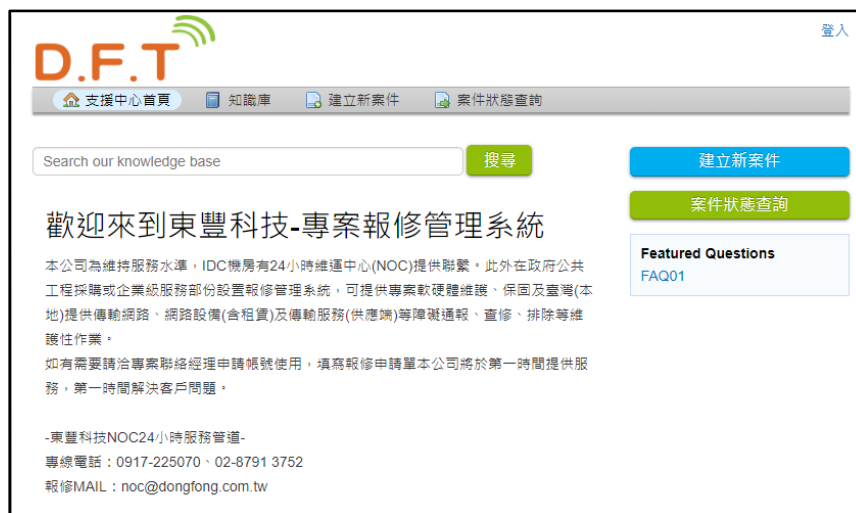 登入
D.F.T
支援中心首頁 知識庫 建立新案件 案件狀態查詢
Search our knowledge base 搜尋
建立新案件
案件狀態查詢
Featured Questions
FAQ01
歡迎來到東豐科技-專案報修管理系統
本公司為維持服務水準，IDC機房有24小時維運中心(NOC)提供聯繫。此外在政府公共
工程採購或企業級服務部份設置報修管理系統，可提供專案軟硬體維護、保固及臺灣(本
地)提供傳輸網路、網路設備(含租賃)及傳輸服務(供應端)等障礙通報、查修、排除等維
護性作業。
如有需要請洽專案聯絡經理申請帳號使用，填寫報修申請單本公司將於第一時間提供服
務，第一時間解決客戶問題。
-東豐科技NOC24小時服務管道-
專線電話：0917-225070、02-8791 3752
報修MAIL：noc@dongfong.com.tw